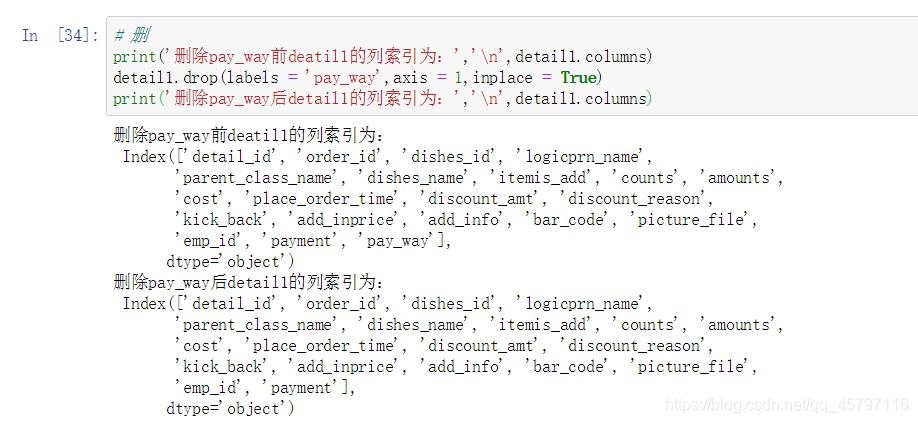 In [34]: # 删
print('删除pay_way前deatil1的列索引为：','\n',detail1.columns)
detail1.drop(labels = 'pay_way',axis = 1,inplace = True)
print('删除pay_way后detail1的列索引为：','\n',detail1.columns)
删除pay_way前deatil1的列索引为：
Index(['detail_id', 'order_id', 'dishes_id', 'logicprn_name',
'parent_class_name', 'dishes_name', 'itemis_add', 'counts', 'amounts',
'cost', 'place_order_time', 'discount_amt', 'discount_reason',
'kick_back', 'add_inprice', 'add_info', 'bar_code', 'picture_file',
'emp_id', 'payment', 'pay_way'],
dtype='object')
删除pay_way后detail1的列索引为：
Index(['detail_id', 'order_id', 'dishes_id', 'logicprn_name',
'parent_class_name', 'dishes_name', 'itemis_add', 'counts', 'amounts',
'cost', 'place_order_time', 'discount_amt', 'discount_reason',
'kick_back', 'add_inprice', 'add_info', 'bar_code', 'picture_file',
'emp_id', 'payment'],
dtype='object')
https://blog.csdn.net/qq_45797116